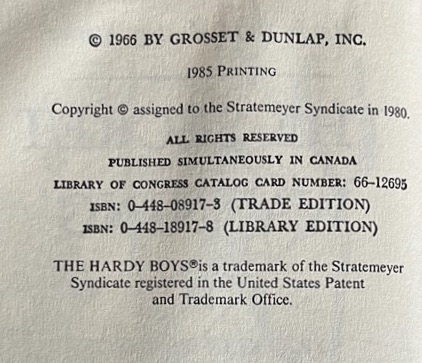 © 1966 BY GROSSET & DUNLAP, INC.
1985 PRINTING
Copyright © assigned to the Stratemeyer Syndicate in 1980.
ALL RIGHTS RESERVED
PUBLISHED SIMULTANEOUSLY IN CANADA
LIBRARY OF CONGRESS CATALOG CARD NUMBER: 66-12695
ISBN: 0-448-08917-3 (TRADE EDITION)
ISBN: 0-448-18917-8 (LIBRARY EDITION)
THE HARDY BOYS®is a trademark of the Stratemeyer
Syndicate registered in the United States Patent
and Trademark Office.